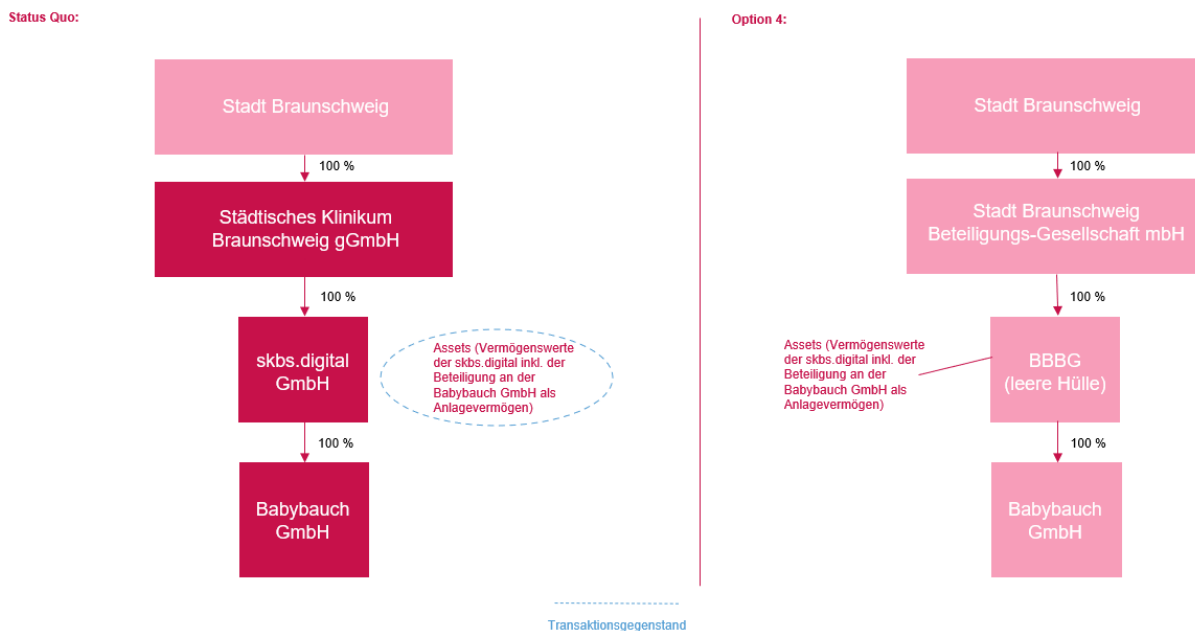 Status Quo:
Stadt Braunschweig
100 %
Städtisches Klinikum
Braunschweig gGmbH
100 %
skbs.digital
GmbH
Assets (Vermögenswerte
der skbs.digital inkl. der
Beteiligung an der
Babybauch GmbH als
Anlagevermögen)
100 %
Babybauch
GmbH
Option 4:
Stadt Braunschweig
100 %
Stadt Braunschweig
Beteiligungs-Gesellschaft mbH
100 %
Assets (Vermögenswerte
der skbs.digital inkl. der
Beteiligung an der
Babybauch GmbH als
Anlagevermögen)
BBBG
(leere Hülle)
100 %
Babybauch
GmbH
Transaktionsgegenstand